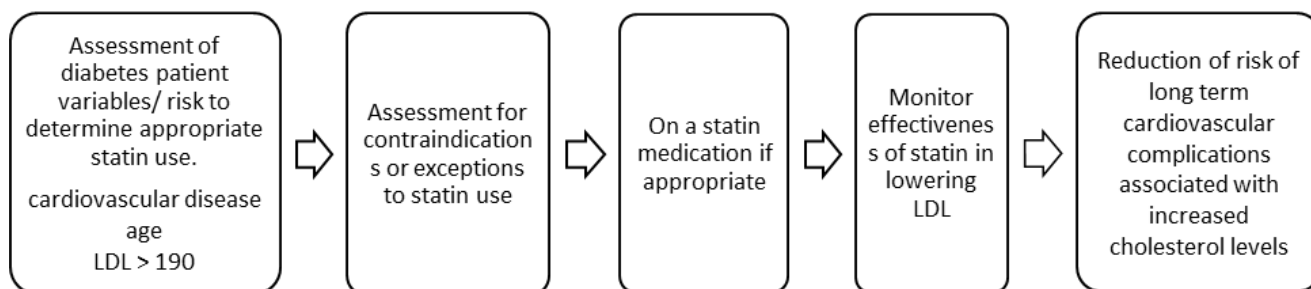 Assessment of
diabetes patient
variables/ risk to
determine appropriate
statin use.
cardiovascular disease
age
LDL > 190
Assessment for
contraindication
s or exceptions
to statin use
On a statin
medication if
appropriate
Monitor
effectivenes
s of statin in
lowering
LDL
Reduction of risk of
long term
cardiovascular
complications
associated with
increased
cholesterol levels